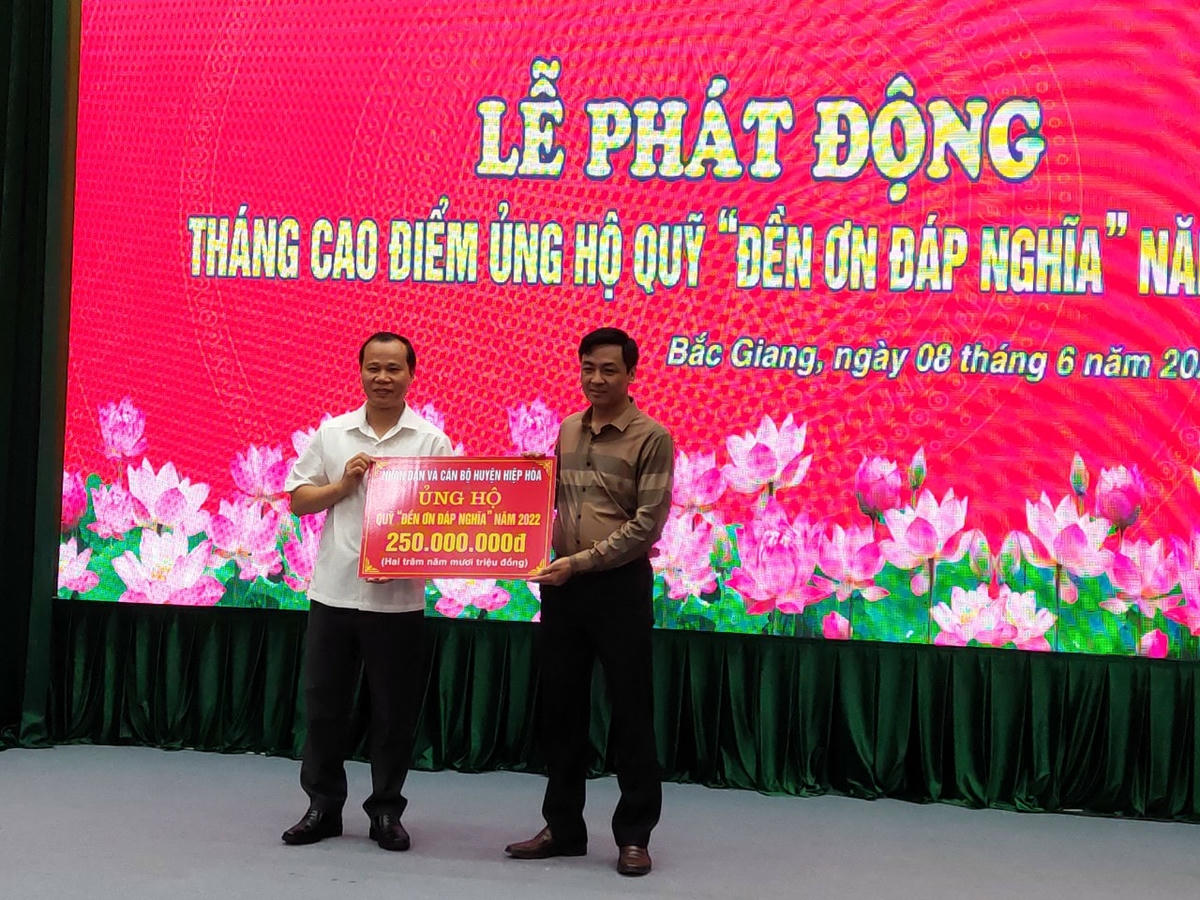 LỄ PHÁT ĐỘNG
THÁNG CAO ĐIỂM ỦNG HỘ QUỸ "ĐỀN ƠN ĐÁP NGHĨA"
Bắc Giang, ngày 08 tháng 6 năm
NHÂN DÂN VÀ CÁN BỘ HUYỆN HIỆP HÒA
ỦNG HỘ
QUỸ "ĐỀN ƠN ĐÁP NGHĨA" NĂM 2022
250.000.000đ
(Hai trăm năm mươi triệu đồng)